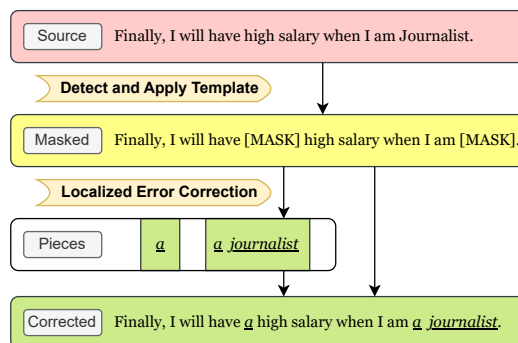 Source Finally, I will have high salary when I am Journalist.
Detect and Apply Template
Masked Finally, I will have [MASK] high salary when I am [MASK].
Localized Error Correction
Pieces a a journalist
Corrected Finally, I will have a high salary when I am a journalist.